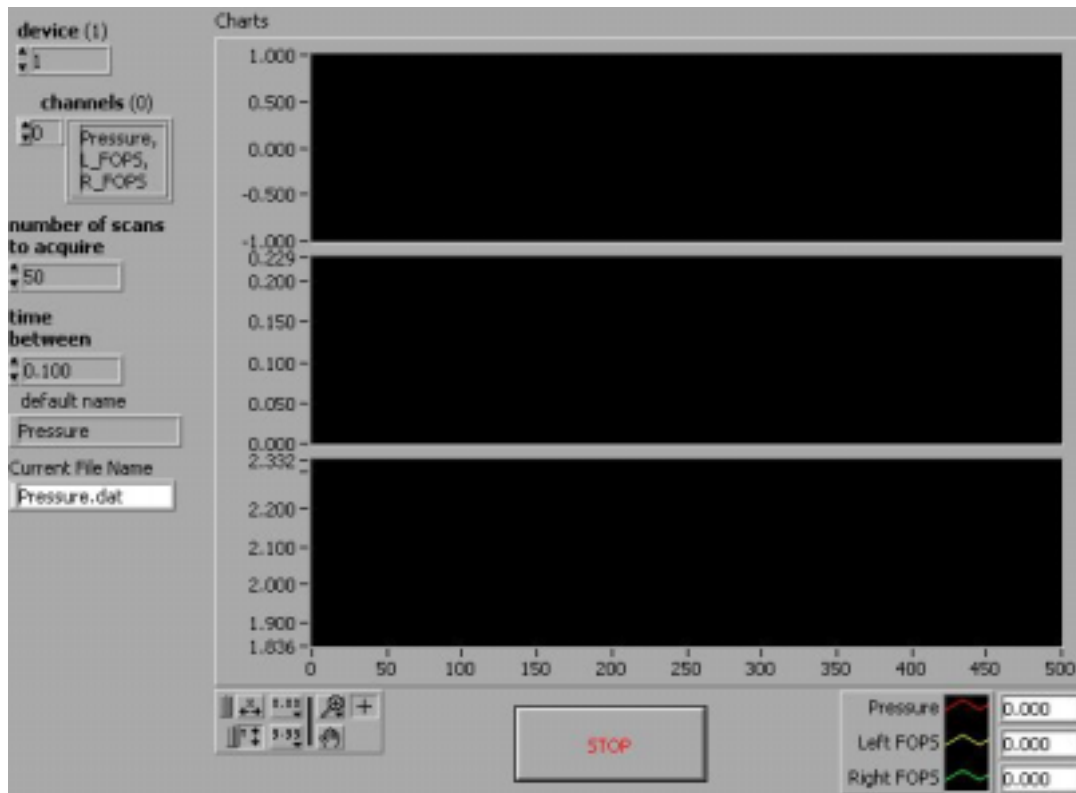 device (1)
1
channels (0)
0
Pressure,
L_FOPS,
R_FOPS
number of scans
to acquire
50
time
between
0.100
default name
Pressure
Current File Name
Pressure.dat
Charts
1.000
0.500
0.000
-0.500
-1.000
0.229
0.200
0.150
0.100
0.050
0.000
2.332
2.200
2.100
2.000
1.900
1.836
0 50 100 150 200 250 300 350 400 450 500
STOP
Pressure 0.000
Left FOPS 0.000
Right FOPS 0.000